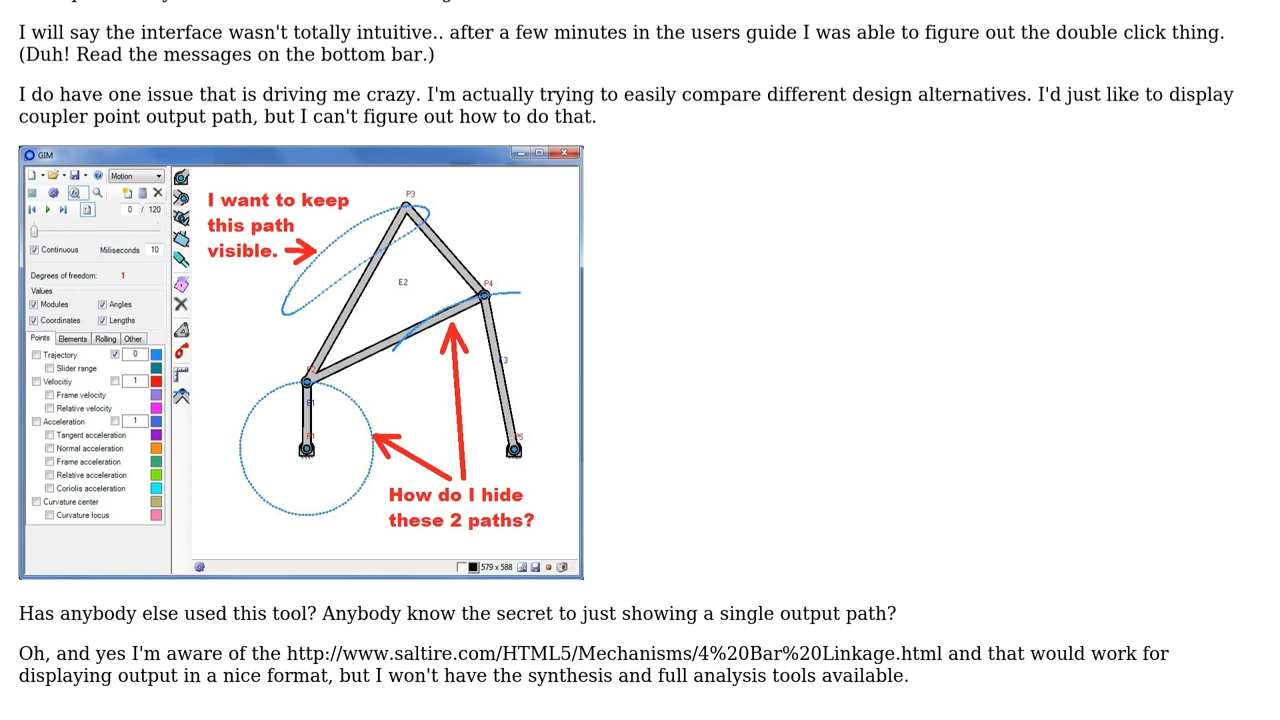 I will say the interface wasn't totally intuitive.. after a few minutes in the users guide I was able to figure out the double click thing.
(Duh! Read the messages on the bottom bar.)
I do have one issue that is driving me crazy. I'm actually trying to easily compare different design alternatives. I'd just like to display
coupler point output path, but I can't figure out how to do that.
GIM
Motion
0 / 120
Continuous Miliseconds 10
Degrees of freedom: 1
Values
Modules Angles
Coordinates Lengths
Points Elements Rolling Other
Trajectory 0
Slider range
Velocitiy 1
Frame velocity
Relative velocity
Acceleration 1
Tangent acceleration
Normal acceleration
Frame acceleration
Relative acceleration
Coriolis acceleration
Curvature center
Curvature locus
I want to keep
this path
visible.
P3
E2
P4
E1
How do I hide
these 2 paths?
579 x 588
Has anybody else used this tool? Anybody know the secret to just showing a single output path?
Oh, and yes I'm aware of the http://www.saltire.com/HTML5/Mechanisms/4%20Bar%20Linkage.html and that would work for
displaying output in a nice format, but I won't have the synthesis and full analysis tools available.